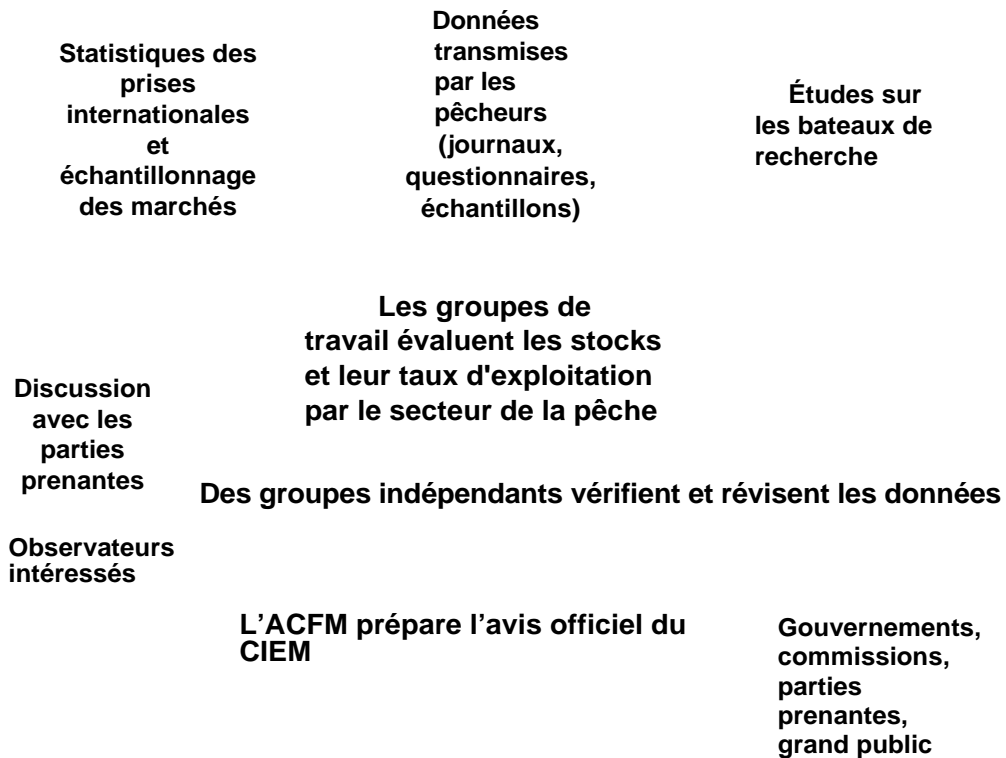 Statistiques des
prises
internationales
et
échantillonnage
des marchés
Données
transmises
par les
pêcheurs
(journaux,
questionnaires,
échantillons)
Études sur
les bateaux de
recherche
Les groupes de
travail évaluent les stocks
et leur taux d'exploitation
par le secteur de la pêche
Discussion
avec les
parties
prenantes
Des groupes indépendants vérifient et révisent les données
Observateurs
intéressés
L’ACFM prépare l’avis officiel du
CIEM
Gouvernements,
commissions,
parties
prenantes,
grand public